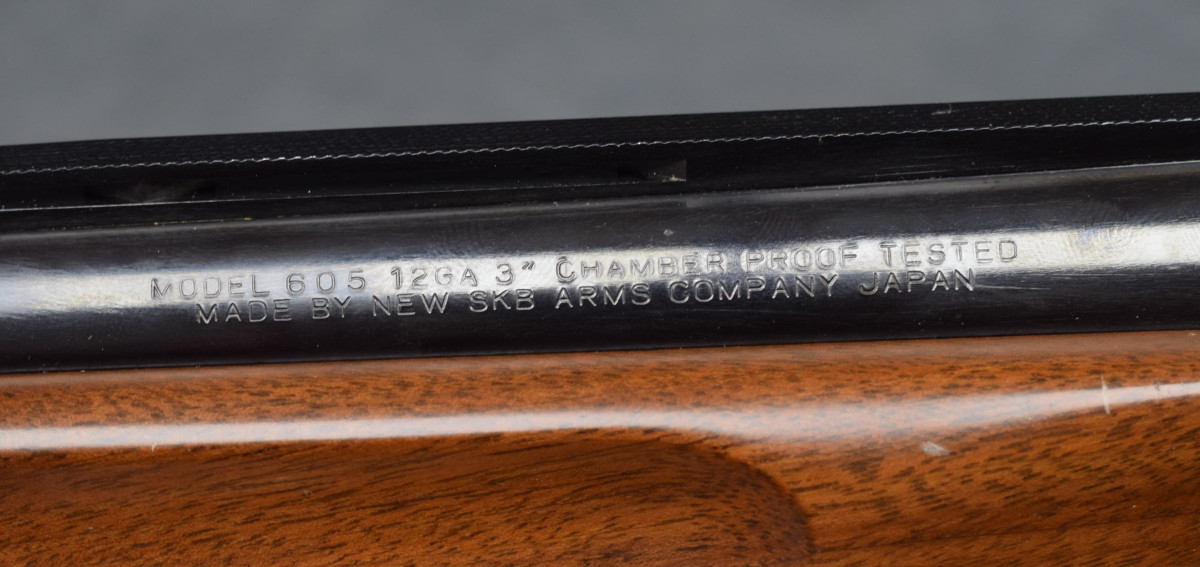 MODEL 605 12GA 3" CHAMBER PROOF TESTED
MADE BY NEW SKB ARMS COMPANY JAPAN